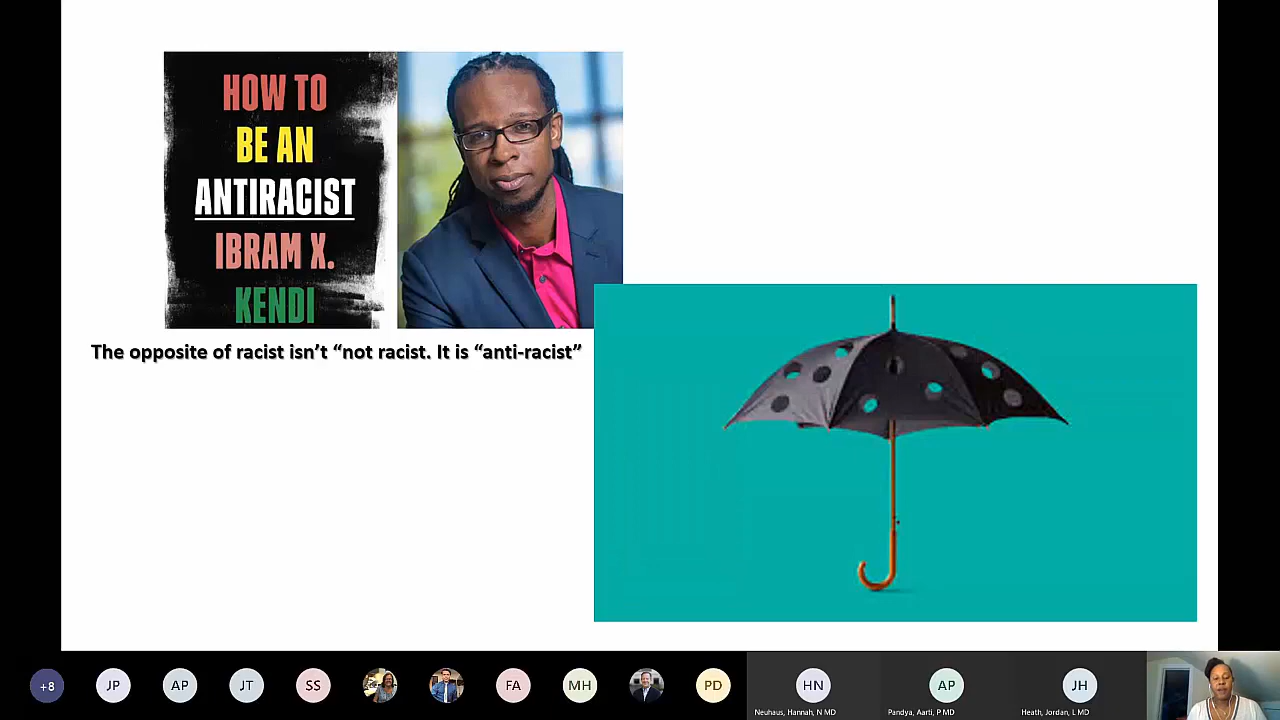 HOW TO
BE AN
ANTIRACIST
IBRAM X.
KENDI
The opposite of racist isn’t “not racist. It is “anti-racist”
+8
JP
AP
JT
SS
FA
MH
PD
HN
AP
JH
Neuhaus, Hannah, N MD
Pandya, Aarti, P MD
Heath, Jordan, L MD